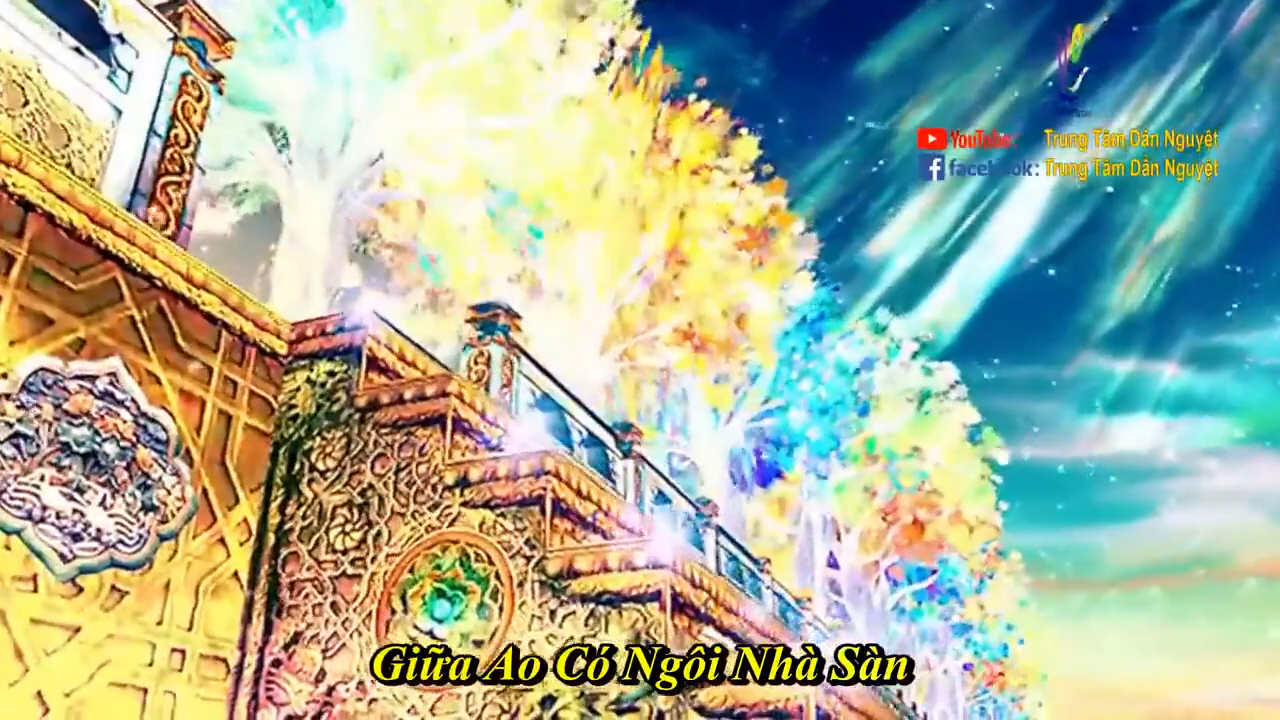 YouTube: Trung Tâm Dân Nguyệt
facebook: Trung Tâm Dân Nguyệt
Giữa Ao Có Ngôi Nhà Sàn